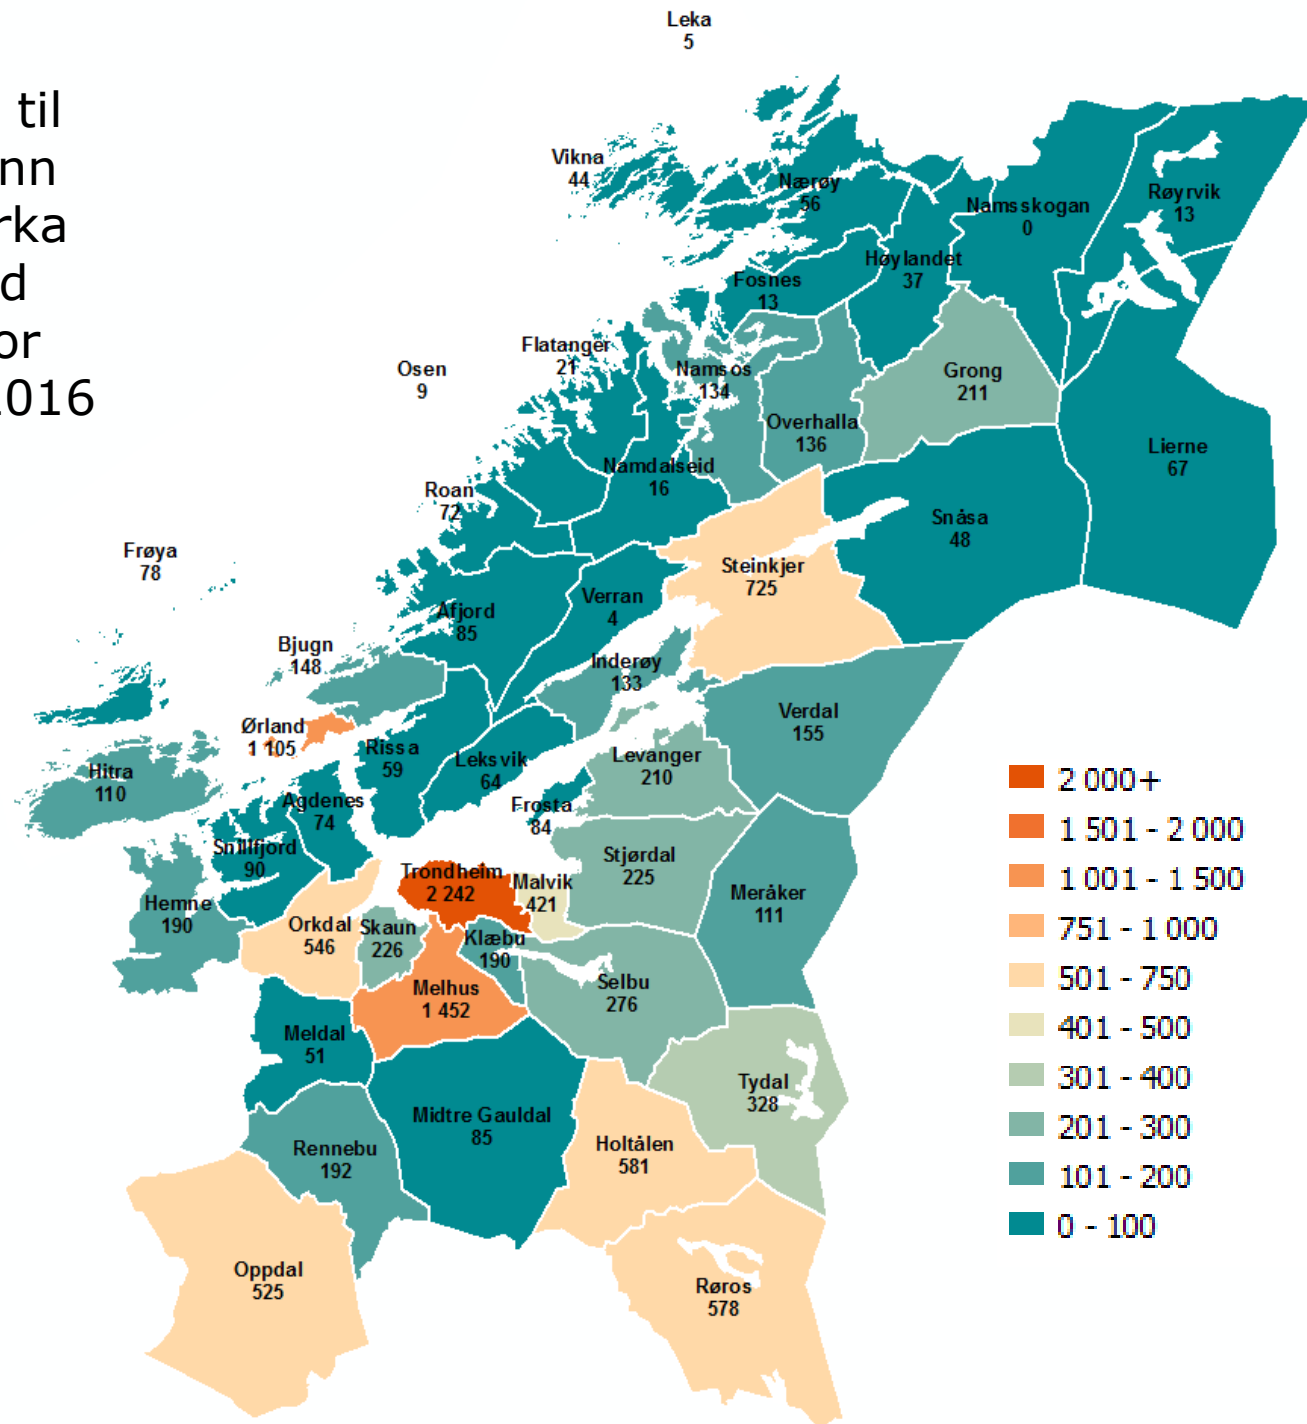 Leka
5
til
nn
rka
d
or
2016
Vikna
44
Nærøy
56
Namsskogan
0
Røyrvik
13
Høylandet
37
Fosnes
13
Flatanger
21
Osen
9
Namsos
134
Grong
211
Overhalla
136
Lierne
67
Namdalseid
16
Roan
72
Snåsa
48
Frøya
78
Steinkjer
725
Verran
4
Åfjord
85
Bjugn
148
Inderøy
133
Verdal
155
Ørland
1 105
Rissa
59
Leksvik
64
Levanger
210
Hitra
110
Agdenes
74
Frosta
84
Snillfjord
90
Stjørdal
225
Trondheim
2 242
Malvik
421
Meråker
111
Hemne
190
Orkdal
546
Skaun
226
Klæbu
190
Selbu
276
Melhus
1 452
Meldal
51
Tydal
328
Midtre Gauldal
85
Holtålen
581
Rennebu
192
Oppdal
525
Røros
578
2 000+
1 501 - 2 000
1 001 - 1 500
751 - 1 000
501 - 750
401 - 500
301 - 400
201 - 300
101 - 200
0 - 100